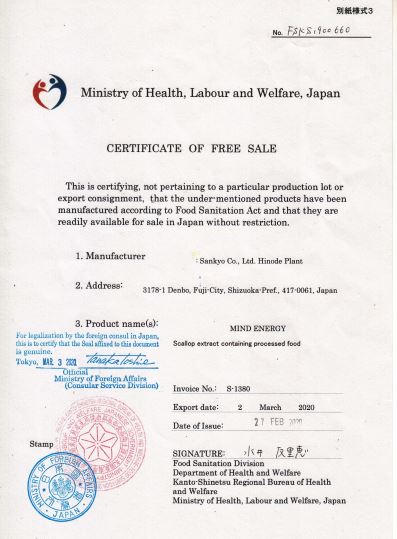 別紙様式3
No. FSKS1900660
Ministry of Health, Labour and Welfare, Japan
CERTIFICATE OF FREE SALE
This is certifying, not pertaining to a particular production lot or
export consignment, that the under-mentioned products have been
manufactured according to Food Sanitation Act and that they are
readily available for sale in Japan without restriction.
1. Manufacturer : Sankyo Co., Ltd. Hinode Plant
2. Address: 3178-1 Denbo, Fuji-City, Shizuoka-Pref., 417-0061, Japan
3. Product name(s):
MIND ENERGY
Scallop extract containing processed food
For legalization by the foreign consul in Japan,
this is to certify that the Seal affixed to this document
is genuine.
Tokyo, MAR 3 2020 Tanaka Toshie
Official
Ministry of Foreign Affairs
(Consular Service Division)
Invoice No.: S-1380
Export date: 2 March 2020
Date of Issue: 27 FEB 2020
Stamp
MINISTRY OF FOREIGN AFFAIRS
JAPAN
SIGNATURE:
Food Sanitation Division
Department of Health and Welfare
Kanto-Shinetsu Regional Bureau of Health
and Welfare
Ministry of Health, Labour and Welfare, Japan